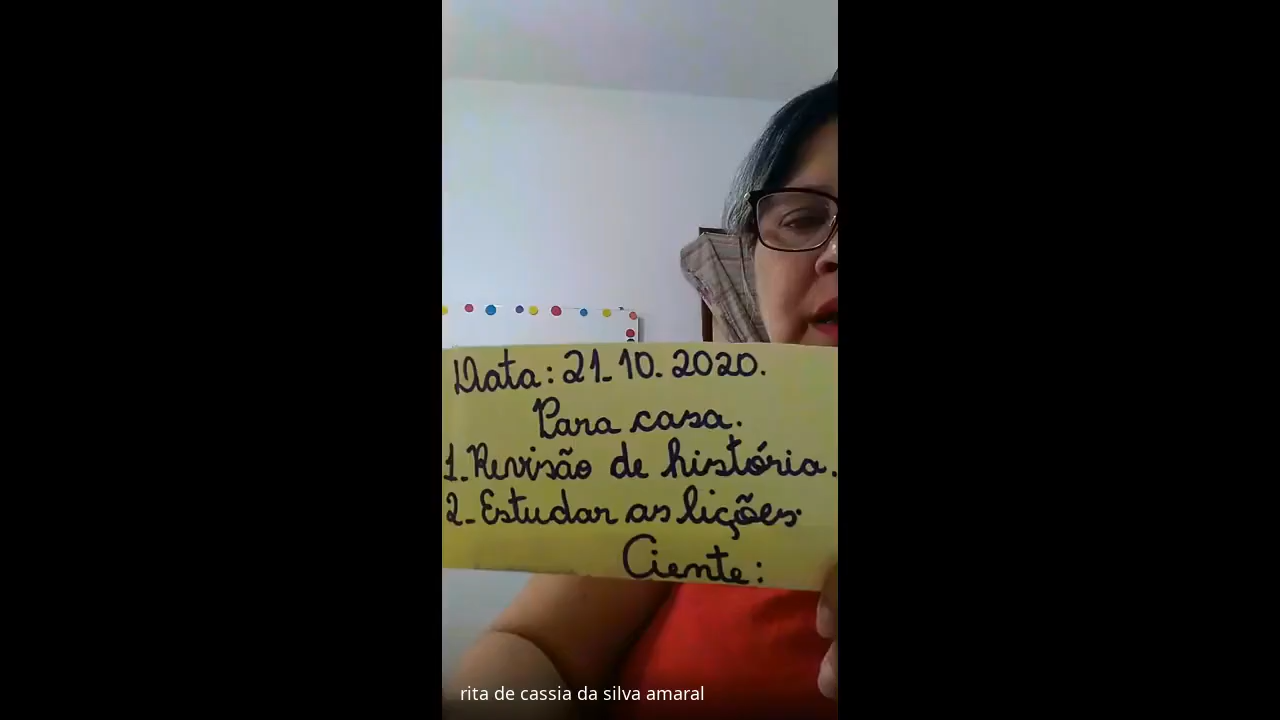 Data: 21.10.2020.
Para casa.
1. Revisão de história.
2. Estudar as lições.
Ciente:
rita de cassia da silva amaral